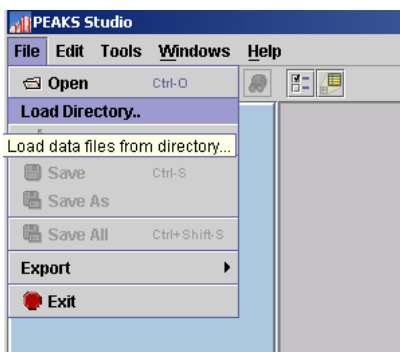 PEAKS Studio
File Edit Tools Windows Help
Open Ctrl-O
Load Directory..
Load data files from directory...
Save Ctrl-S
Save As
Save All Ctrl+Shift-S
Export
Exit